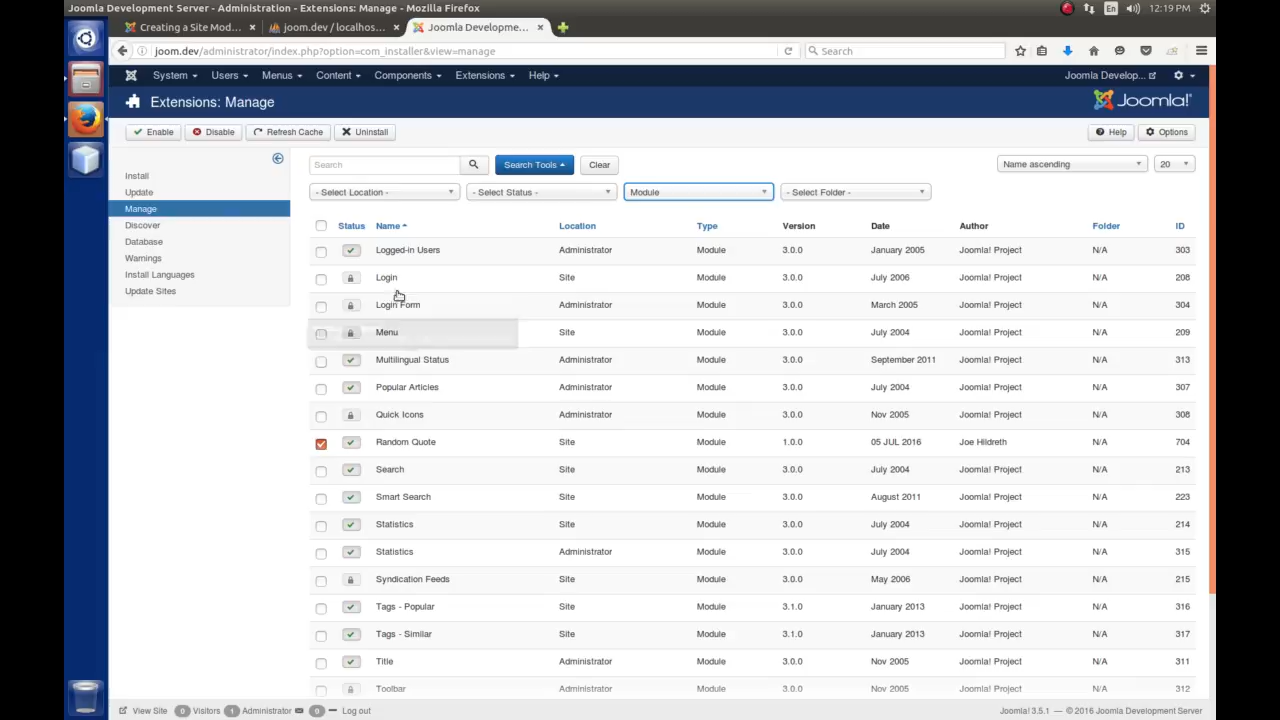 Joomla Development Server - Administration - Extensions: Manage - Mozilla Firefox
En 12:19 PM
Creating a Site Mod...
joom.dev / localhos...
Joomla Developme...
joom.dev/administrator/index.php?option=com_installer&view=manage
Search
System Users Menus Content Components Extensions Help
Joomla Develop...
Extensions: Manage
Joomla!
Enable Disable Refresh Cache Uninstall
Help Options
Install
Update
Manage
Discover
Database
Warnings
Install Languages
Update Sites
Search Search Tools Clear
Name ascending 20
- Select Location - - Select Status - Module - Select Folder -
Status Name Location Type Version Date Author Folder ID
Logged-in Users Administrator Module 3.0.0 January 2005 Joomla! Project N/A 303
Login Site Module 3.0.0 July 2006 Joomla! Project N/A 208
Login Form Administrator Module 3.0.0 March 2005 Joomla! Project N/A 304
Menu Site Module 3.0.0 July 2004 Joomla! Project N/A 209
Multilingual Status Administrator Module 3.0.0 September 2011 Joomla! Project N/A 313
Popular Articles Administrator Module 3.0.0 July 2004 Joomla! Project N/A 307
Quick Icons Administrator Module 3.0.0 Nov 2005 Joomla! Project N/A 308
Random Quote Site Module 1.0.0 05 JUL 2016 Joe Hildreth N/A 704
Search Site Module 3.0.0 July 2004 Joomla! Project N/A 213
Smart Search Site Module 3.0.0 August 2011 Joomla! Project N/A 223
Statistics Site Module 3.0.0 July 2004 Joomla! Project N/A 214
Statistics Administrator Module 3.0.0 July 2004 Joomla! Project N/A 315
Syndication Feeds Site Module 3.0.0 May 2006 Joomla! Project N/A 215
Tags - Popular Site Module 3.1.0 January 2013 Joomla! Project N/A 316
Tags - Similar Site Module 3.1.0 January 2013 Joomla! Project N/A 317
Title Administrator Module 3.0.0 Nov 2005 Joomla! Project N/A 311
Toolbar Administrator Module 3.0.0 Nov 2005 Joomla! Project N/A 312
View Site 0 Visitors 1 Administrator 0 Log out
Joomla! 3.5.1 — © 2016 Joomla Development Server